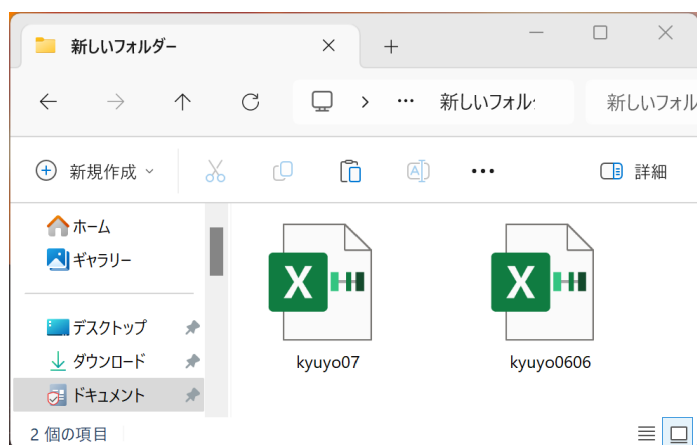 新しいフォルダー
新しいフォル
新しいフォル
新規作成
詳細
ホーム
ギャラリー
デスクトップ
ダウンロード
ドキュメント
kyuyo07
kyuyo0606
2 個の項目